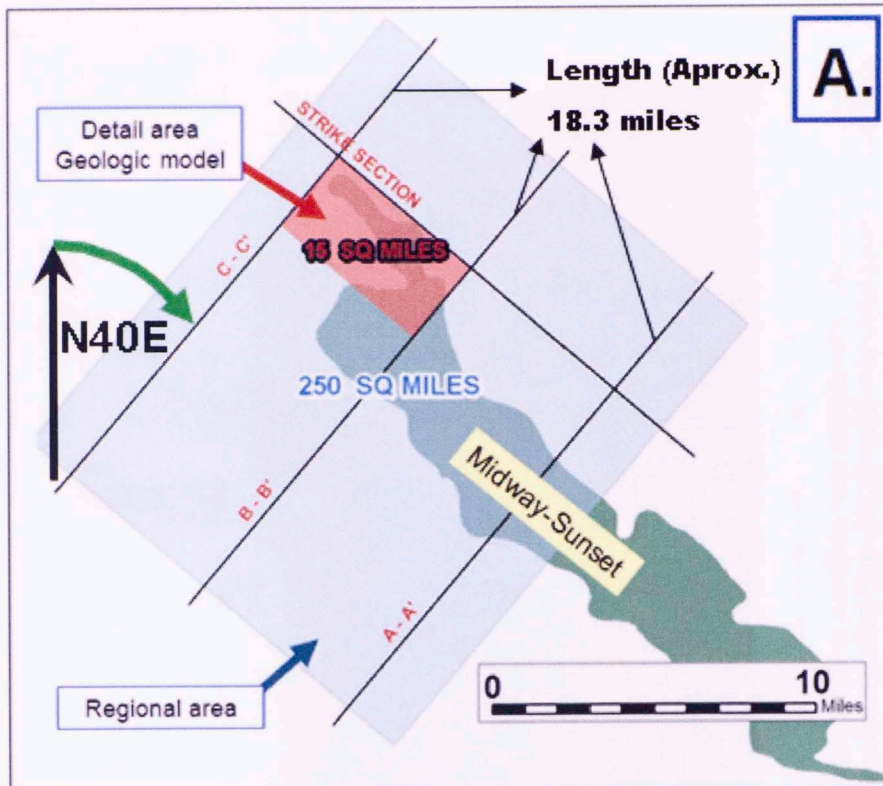 A.
Length (Aprox.)
18.3 miles
Detail area
Geologic model
STRIKE SECTION
15 SQ MILES
C - C'
N40E
250 SQ MILES
Midway-Sunset
B - B'
A - A'
Regional area
0
10
Miles